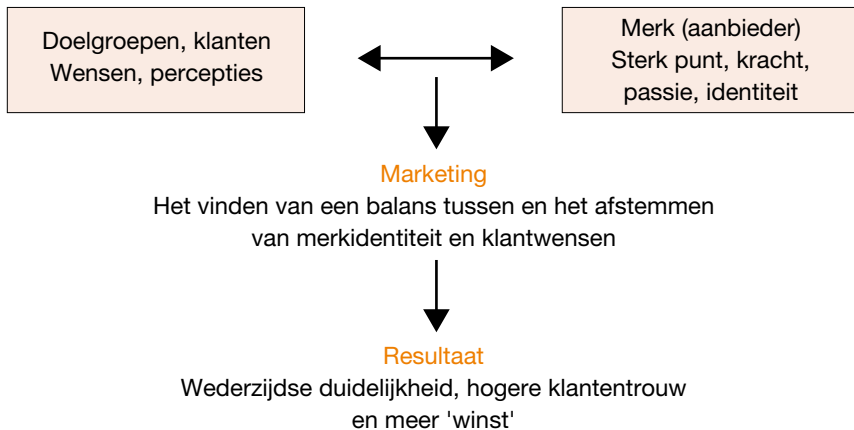 Doelgroepen, klanten
Wensen, percepties
Merk (aanbieder)
Sterk punt, kracht,
passie, identiteit
Marketing
Het vinden van een balans tussen en het afstemmen
van merkidentiteit en klantwensen
Resultaat
Wederzijdse duidelijkheid, hogere klantentrouw
en meer 'winst'